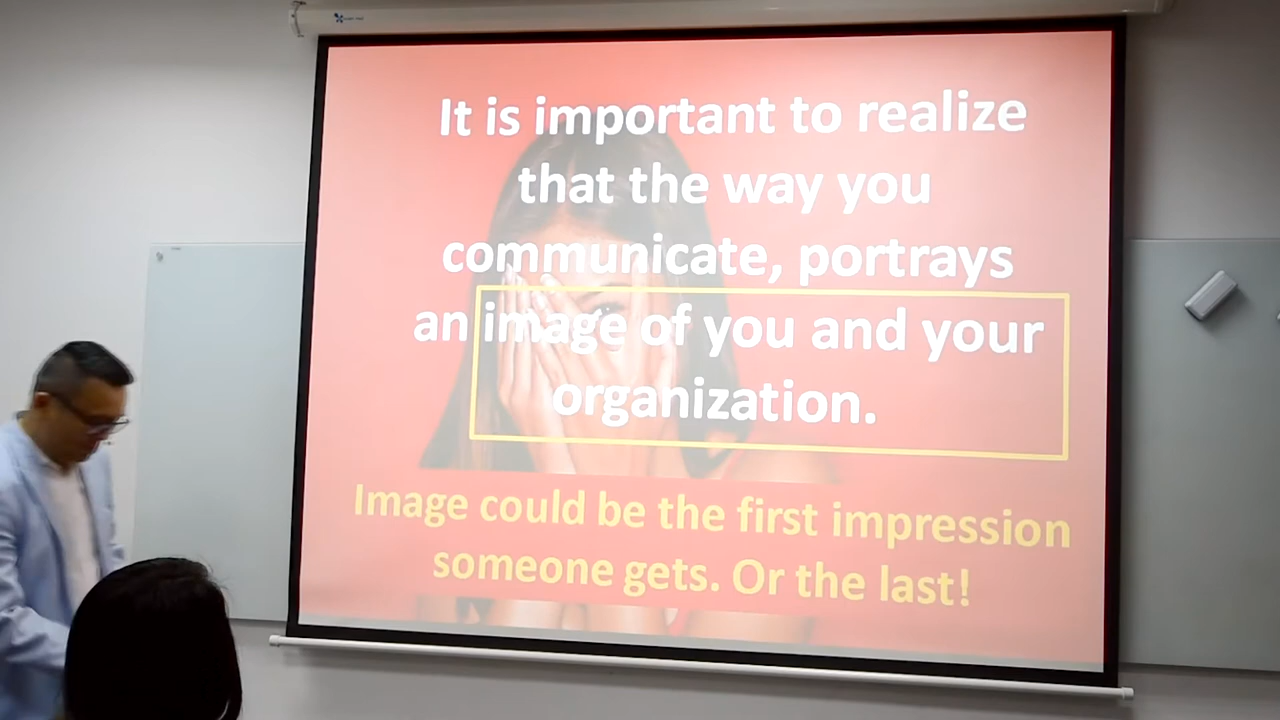 It is important to realize
that the way you
communicate, portrays
an image of you and your
organization.
Image could be the first impression
someone gets. Or the last!